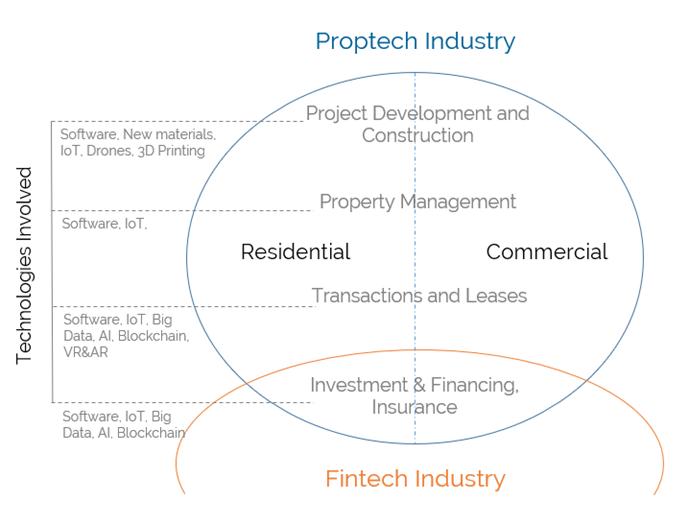 Proptech Industry
Project Development and
Construction
Software, New materials,
IoT, Drones, 3D Printing
Property Management
Software, IoT,
Technologies Involved
Residential
Commercial
Transactions and Leases
Software, IoT, Big
Data, AI, Blockchain,
VR&AR
Investment & Financing,
Insurance
Software, IoT, Big
Data, AI, Blockchain
Fintech Industry